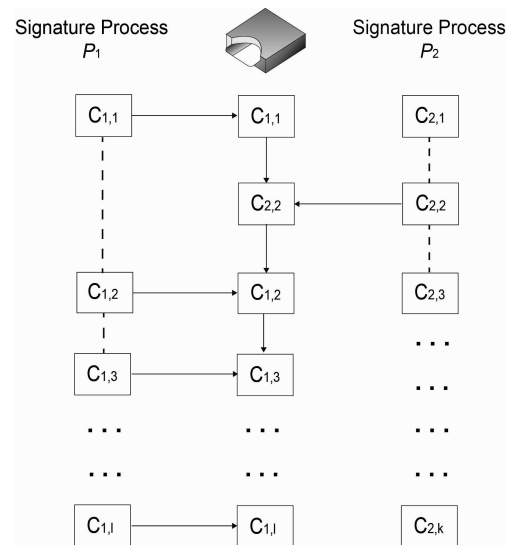 Signature Process Signature Process
P1 P2
C1,1 C1,1 C2,1
C2,2 C2,2
C1,2 C1,2 C2,3
. . .
C1,3 C1,3 . . .
. . . . . . . . .
. . . . . . . . .
C1,l C1,l C2,k